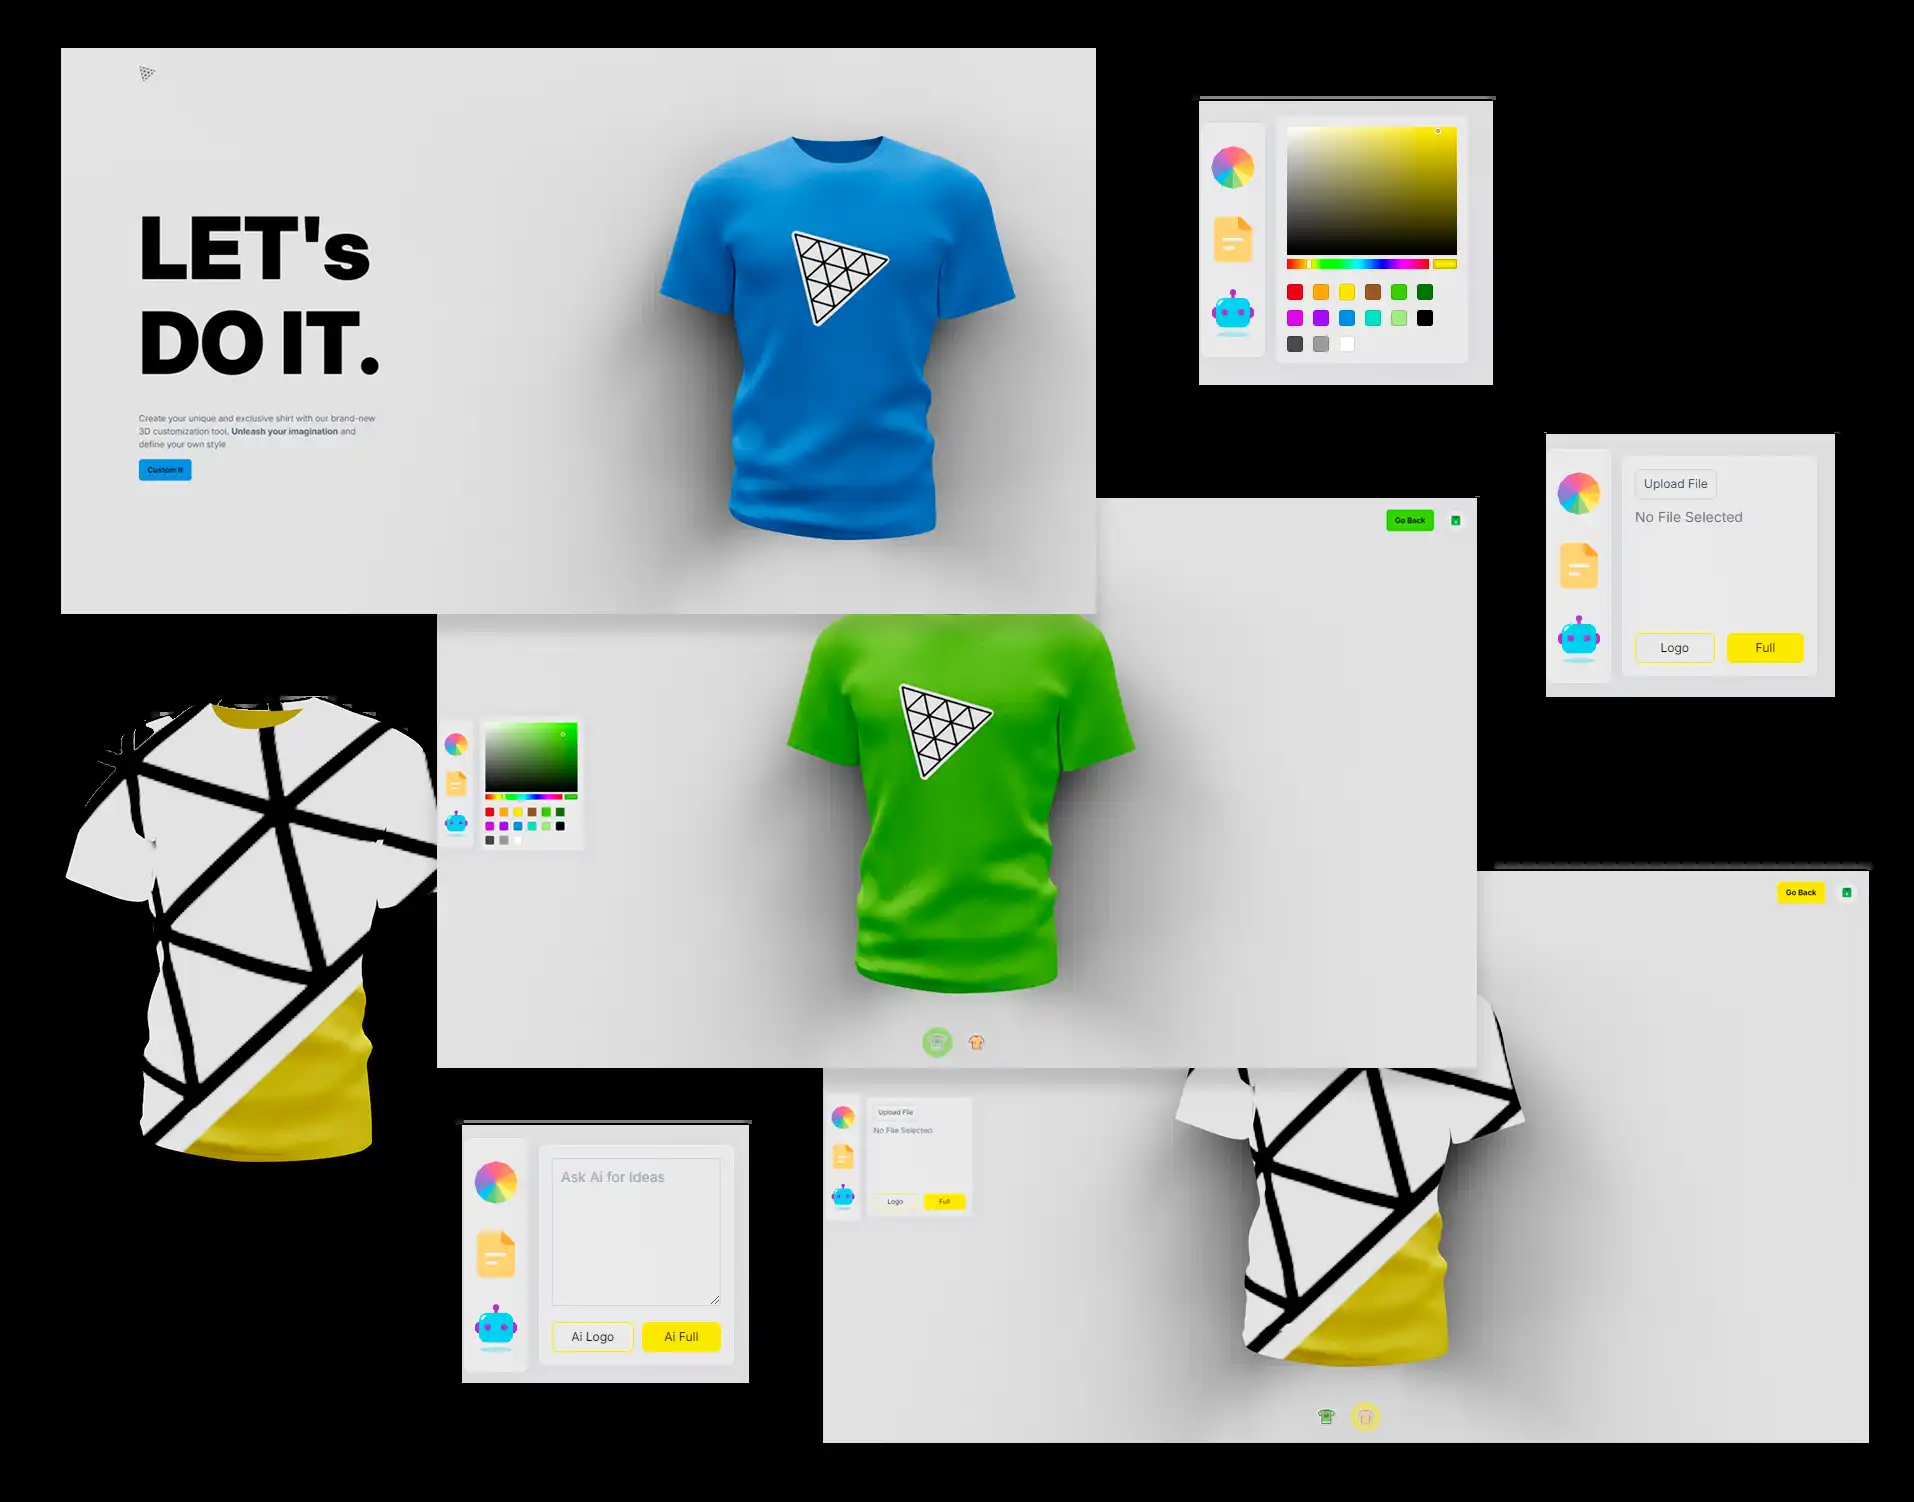 LET's
DO IT.
Create your unique and exclusive shirt with our brand-new
3D customization tool. Unleash your imagination and
define your own style
Custom It
Upload File
No File Selected
Logo
Full
Go Back
Go Back
Upload File
No File Selected
Logo
Full
Ask Ai for Ideas
Ai Logo
Ai Full